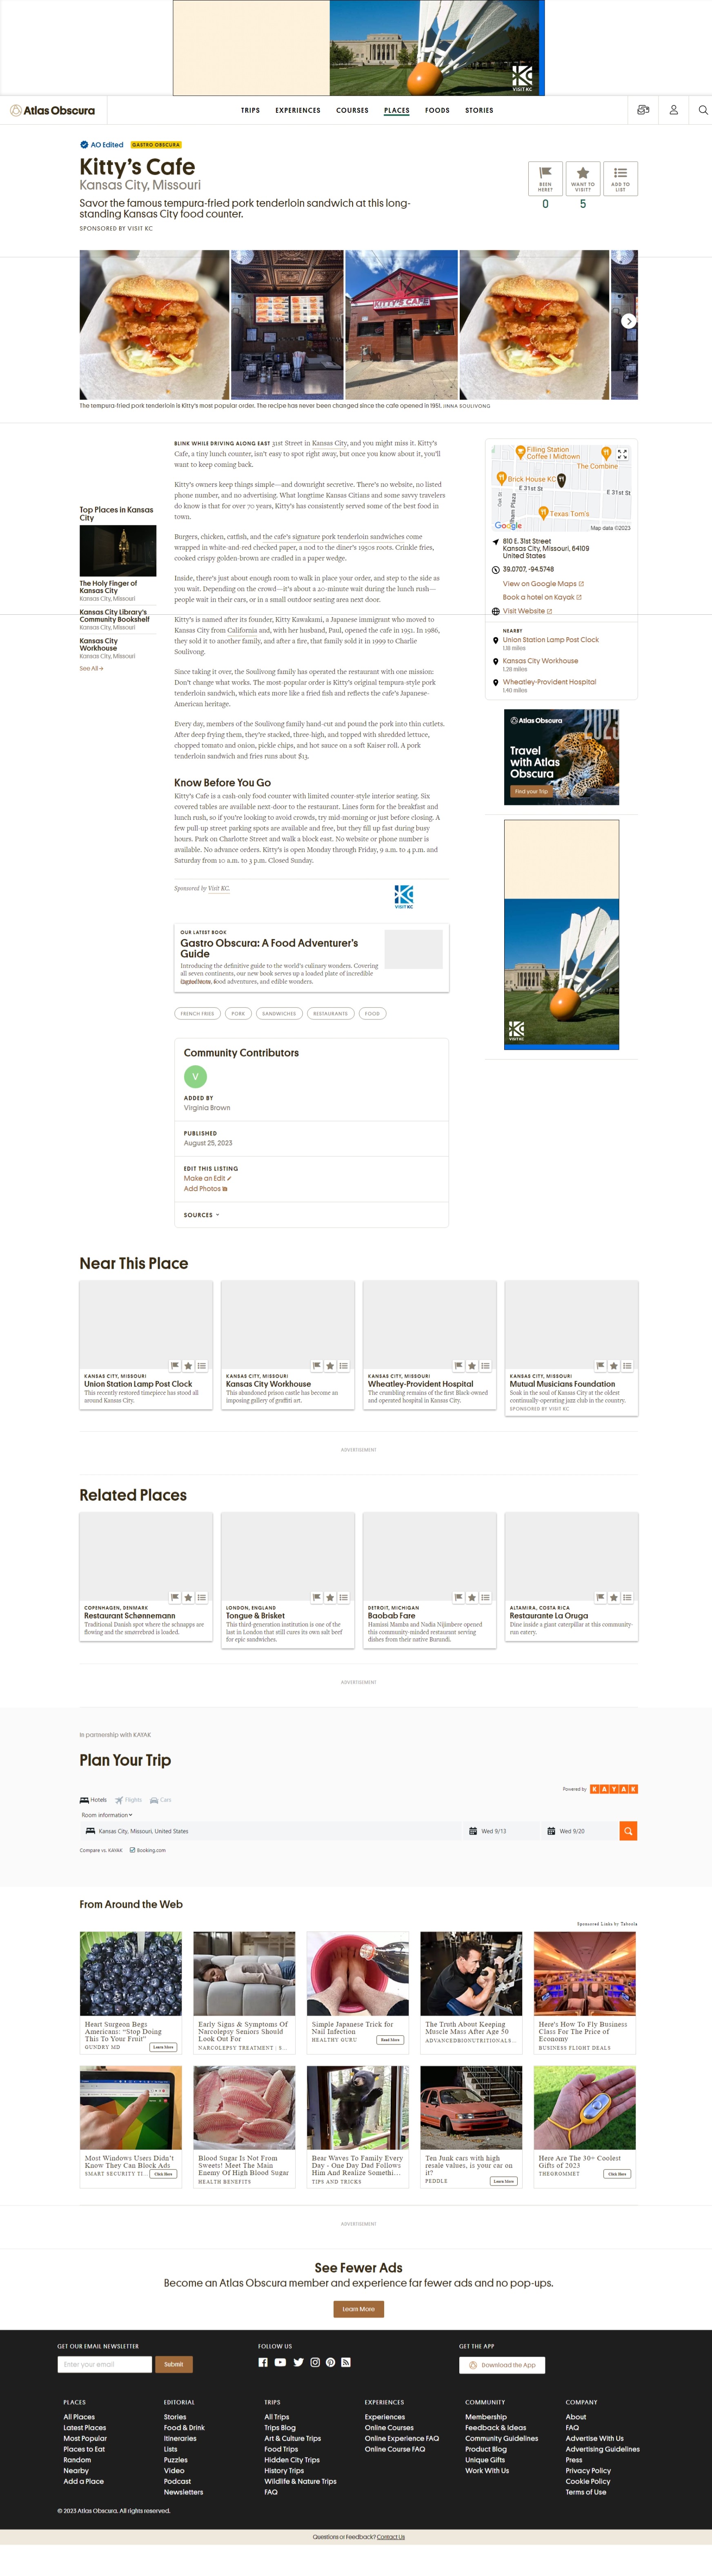 VISIT KC
Atlas Obscura
TRIPS EXPERIENCES COURSES PLACES FOODS STORIES
AO Edited GASTRO OBSCURA
Kitty's Cafe
Kansas City, Missouri
Savor the famous tempura-fried pork tenderloin sandwich at this long-
standing Kansas City food counter.
SPONSORED BY VISIT KC
BEEN HERE?
0
WANT TO VISIT?
5
ADD TO LIST
KITTY'S CAFE
The tempura-fried pork tenderloin is Kitty's most popular order. The recipe has never been changed since the cafe opened in 1951. JINNA SOULIVONG
Top Places in Kansas
City
The Holy Finger of
Kansas City
Kansas City, Missouri
Kansas City Library's
Community Bookshelf
Kansas City, Missouri
Kansas City
Workhouse
Kansas City, Missouri
See All →
BLINK WHILE DRIVING ALONG EAST 31st Street in Kansas City, and you might miss it. Kitty's
Cafe, a tiny lunch counter, isn't easy to spot right away, but once you know about it, you'll
want to keep coming back.
Kitty's owners keep things simple—and downright secretive. There's no website, no listed
phone number, and no advertising. What longtime Kansas Citians and some savvy travelers
do know is that for over 70 years, Kitty's has consistently served some of the best food in
town.
Burgers, chicken, catfish, and the cafe's signature pork tenderloin sandwiches come
wrapped in white-and-red checked paper, a nod to the diner's 1950s roots. Crinkle fries,
cooked crispy golden-brown are cradled in a paper wedge.
Inside, there's just about enough room to walk in place your order, and step to the side as
you wait. Depending on the crowd—it's about a 20-minute wait during the lunch rush—
people wait in their cars, or in a small outdoor seating area next door.
Kitty's is named after its founder, Kitty Kawakami, a Japanese immigrant who moved to
Kansas City from California and, with her husband, Paul, opened the cafe in 1951. In 1986,
they sold it to another family, and after a fire, that family sold it in 1999 to Charlie
Soulivong.
Since taking it over, the Soulivong family has operated the restaurant with one mission:
Don't change what works. The most-popular order is Kitty's original tempura-style pork
tenderloin sandwich, which eats more like a fried fish and reflects the cafe's Japanese-
American heritage.
Every day, members of the Soulivong family hand-cut and pound the pork into thin cutlets.
After deep frying them, they're stacked, three-high, and topped with shredded lettuce,
chopped tomato and onion, pickle chips, and hot sauce on a soft Kaiser roll. A pork
tenderloin sandwich and fries runs about $13.
Know Before You Go
Kitty's Cafe is a cash-only food counter with limited counter-style interior seating. Six
covered tables are available next-door to the restaurant. Lines form for the breakfast and
lunch rush, so if you're looking to avoid crowds, try mid-morning or just before closing. A
few pull-up street parking spots are available and free, but they fill up fast during busy
hours. Park on Charlotte Street and walk a block east. No website or phone number is
available. No orders. Kitty's is open Monday through Friday, 9 a.m. to 4 p.m. and
Saturday from 10 a.m. to 3 p.m. Closed Sunday.
Sponsored by Visit KC.
VISIT KC
OUR LATEST BOOK
Gastro Obscura: A Food Adventurer's
Guide
Introducing the definitive guide to the world's culinary wonders. Covering
all seven continents, our new book serves up a loaded plate of incredible
food adventures, and edible wonders.
FRENCH FRIES PORK SANDWICHES RESTAURANTS FOOD
Community Contributors
V
ADDED BY
Virginia Brown
PUBLISHED
August 25, 2023
EDIT THIS LISTING
Make an Edit
Add Photos
SOURCES
Filling Station
Coffee | Midtown
The Combine
Brick House KC
E 31st St
E 31st St
Texas Tom's
Google
Map data ©2023
810 E. 31st Street
Kansas City, Missouri, 64109
United States
39.0707, -94.5748
View on Google Maps
Book a hotel on Kayak
Visit Website
NEARBY
Union Station Lamp Post Clock
1.18 miles
Kansas City Workhouse
1.28 miles
Wheatley-Provident Hospital
1.40 miles
Atlas Obscura
2023
Travel
with Atlas
Obscura
Find your Trip
VISIT KC
Near This Place
KANSAS CITY, MISSOURI
Union Station Lamp Post Clock
This recently restored timepiece has stood all
around Kansas City.
KANSAS CITY, MISSOURI
Kansas City Workhouse
This abandoned prison castle has become an
imposing gallery of graffiti art.
KANSAS CITY, MISSOURI
Wheatley-Provident Hospital
The crumbling remains of the first Black-owned
and operated hospital in Kansas City.
KANSAS CITY, MISSOURI
Mutual Musicians Foundation
Soak in the soul of Kansas City at the oldest
continually-operating jazz club in the country.
SPONSORED BY VISIT KC
ADVERTISEMENT
Related Places
COPENHAGEN, DENMARK
Restaurant Schønnemann
Traditional Danish spot where the schnapps are
flowing and the smørrebrød is loaded.
LONDON, ENGLAND
Tongue & Brisket
This third-generation institution is one of the
last in London that still cures its own salt beef
for epic sandwiches.
DETROIT, MICHIGAN
Baobab Fare
Hamissi Mamba and Nadia Nijimbere opened
this community-minded restaurant serving
dishes from their native Burundi.
ALTAMIRA, COSTA RICA
Restaurante La Oruga
Dine inside a giant caterpillar at this community-
run eatery.
ADVERTISEMENT
In partnership with KAYAK
Plan Your Trip
Powered by KAYAK
Hotels Flights Cars
Room information
Kansas City, Missouri, United States Wed 9/13 Wed 9/20
Compare vs. KAYAK Booking.com
From Around the Web
Sponsored Links by Taboola
Heart Surgeon Begs
Americans: "Stop Doing
This To Your Fruit"
GUNDRY MD
Learn More
Early Signs & Symptoms Of
Narcolepsy Seniors Should
Look Out For
NARCOLEPSY TREATMENT | S...
Simple Japanese Trick for
Nail Infection
HEALTHY GURU
Read More
The Truth About Keeping
Muscle Mass After Age 50
ADVANCEDBIONUTRITIONALS...
Here's How To Fly Business
Class For The Price of
Economy
BUSINESS FLIGHT DEALS
Most Windows Users Didn't
Know They Can Block Ads
SMART SECURITY TI...
Click Here
Blood Sugar Is Not From
Sweets! Meet The Main
Enemy Of High Blood Sugar
HEALTH BENEFITS
Bear Waves To Family Every
Day - One Day Dad Follows
Him And Realize Somethi...
TIPS AND TRICKS
Ten Junk cars with high
resale values, is your car on
it?
PEDDLE
Learn More
Here Are The 30+ Coolest
Gifts of 2023
THEGROMMET
Click Here
ADVERTISEMENT
See Fewer Ads
Become an Atlas Obscura member and experience far fewer ads and no pop-ups.
Learn More
GET OUR EMAIL NEWSLETTER
Enter your email
Submit
FOLLOW US
GET THE APP
Download the App
PLACES
All Places
Latest Places
Most Popular
Places to Eat
Random
Nearby
Add a Place
EDITORIAL
Stories
Food & Drink
Itineraries
Lists
Puzzles
Video
Podcast
Newsletters
TRIPS
All Trips
Trips Blog
Art & Culture Trips
Food Trips
Hidden City Trips
History Trips
Wildlife & Nature Trips
FAQ
EXPERIENCES
Experiences
Online Courses
Online Experience FAQ
Online Course FAQ
COMMUNITY
Membership
Feedback & Ideas
Community Guidelines
Product Blog
Unique Gifts
Work With Us
COMPANY
About
FAQ
Advertise With Us
Advertising Guidelines
Press
Privacy Policy
Cookie Policy
Terms of Use
© 2023 Atlas Obscura. All rights reserved.
Questions or Feedback? Contact Us